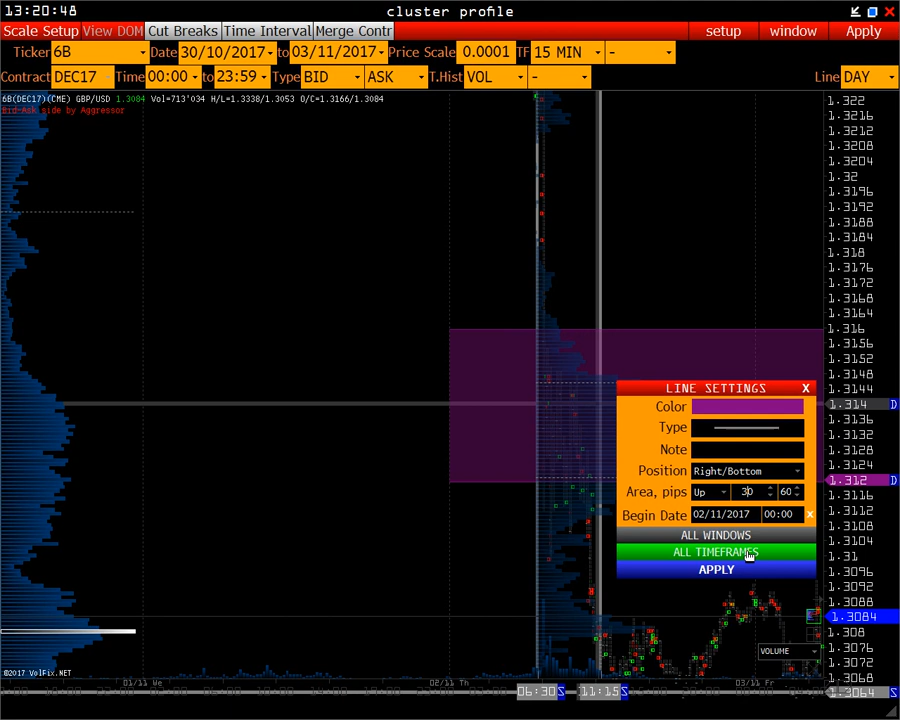 13:20:48
cluster profile
Scale Setup View DOM Cut Breaks Time Interval Merge Contr setup window Apply
Ticker 6B Date 30/10/2017 to 03/11/2017 Price Scale 0.0001 TF 15 MIN -
Contract DEC17 Time 00:00 to 23:59 Type BID ASK T.Hist VOL - Line DAY
6B(DEC17)(CME) GBP/USD 1.3084 Vol=713'034 H/L=1.3338/1.3053 O/C=1.3166/1.3084
Bid-Ask side by Aggressor
1.322
1.3216
1.3212
1.3208
1.3204
1.32
1.3196
1.3192
1.3188
1.3184
1.318
1.3176
1.3172
1.3168
1.3164
1.316
1.3156
1.3152
1.3148
1.3144
1.314 D
1.3136
1.3132
1.3128
1.3124
1.312 D
1.3116
1.3112
1.3108
1.3104
1.31
1.3096
1.3092
1.3088
1.3084
1.308
1.3076
1.3072
1.3068
1.3064 S
LINE SETTINGS X
Color
Type
Note
Position Right/Bottom
Area, pips Up 30 60
Begin Date 02/11/2017 00:00 x
ALL WINDOWS
ALL TIMEFRAMES
APPLY
VOLUME
©2017 VolFix.NET
01/11 We 02/11 Th 03/11 Fr
06:30 S 11:15 S